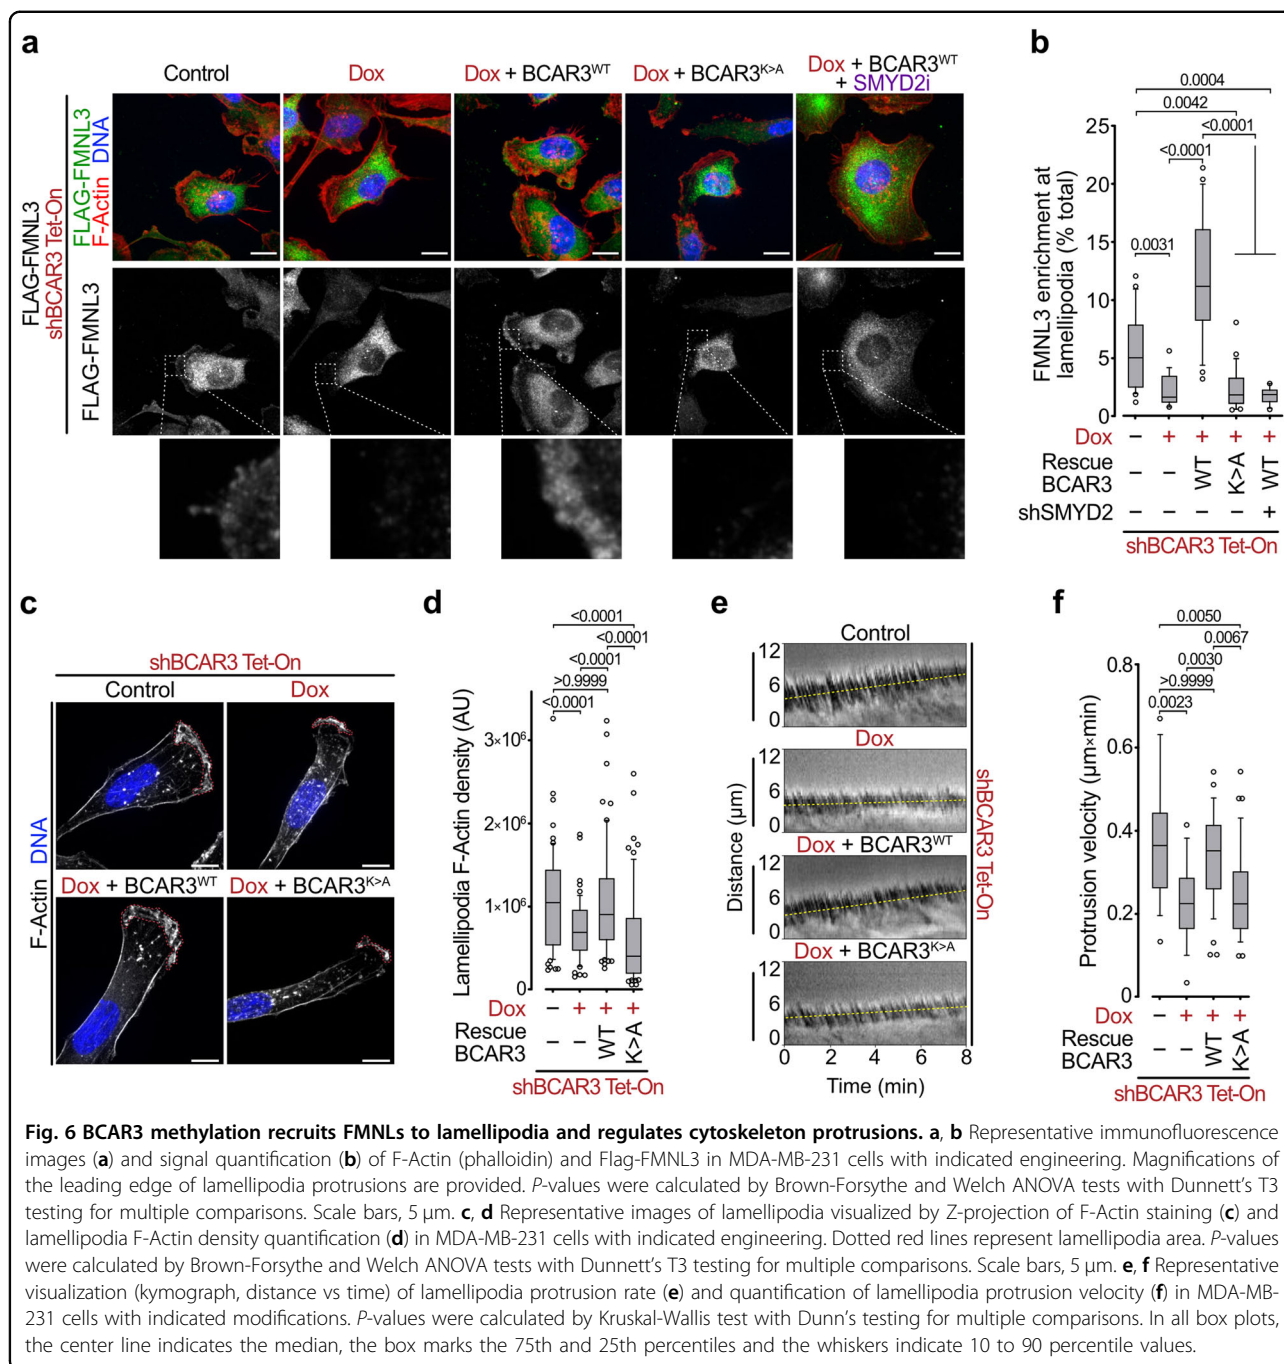 a
Control
Dox
Dox + BCAR3WT
Dox + BCAR3K>A
Dox + BCAR3WT
+ SMYD2i
FLAG-FMNL3
shBCAR3 Tet-On
FLAG-FMNL3
F-Actin DNA
FLAG-FMNL3
b
0.0004
0.0042
<0.0001
<0.0001
0.0031
FMNL3 enrichment at
lamellipodia (% total)
25
20
15
10
5
0
Dox – + + + +
Rescue
BCAR3 – – WT K>A WT
shSMYD2 +
shBCAR3 Tet-On
c
shBCAR3 Tet-On
Control
Dox
Dox + BCAR3WT
Dox + BCAR3K>A
F-Actin DNA
d
<0.0001
<0.0001
<0.0001
>0.9999
<0.0001
Lamellipodia F-Actin density (AU)
3×10⁶
2×10⁶
1×10⁶
0
Dox – + + +
Rescue
BCAR3 – – WT K>A
shBCAR3 Tet-On
e
Control
12
6
0
Dox
12
6
0
Dox + BCAR3WT
12
6
0
Dox + BCAR3K>A
12
6
0
Distance (µm)
0 2 4 6 8
Time (min)
shBCAR3 Tet-On
f
0.0050
0.0067
0.0030
>0.9999
0.0023
Protrusion velocity (µm×min)
0.8
0.6
0.4
0.2
0
Dox – + + +
Rescue
BCAR3 – – WT K>A
shBCAR3 Tet-On
Fig. 6 BCAR3 methylation recruits FMNLs to lamellipodia and regulates cytoskeleton protrusions. a, b Representative immunofluorescence
images (a) and signal quantification (b) of F-Actin (phalloidin) and Flag-FMNL3 in MDA-MB-231 cells with indicated engineering. Magnifications of
the leading edge of lamellipodia protrusions are provided. P-values were calculated by Brown-Forsythe and Welch ANOVA tests with Dunnett's T3
testing for multiple comparisons. Scale bars, 5 µm. c, d Representative images of lamellipodia visualized by Z-projection of F-Actin staining (c) and
lamellipodia F-Actin density quantification (d) in MDA-MB-231 cells with indicated engineering. Dotted red lines represent lamellipodia area. P-values
were calculated by Brown-Forsythe and Welch ANOVA tests with Dunnett's T3 testing for multiple comparisons. Scale bars, 5 µm. e, f Representative
visualization (kymograph, distance vs time) of lamellipodia protrusion rate (e) and quantification of lamellipodia protrusion velocity (f) in MDA-MB-
231 cells with indicated modifications. P-values were calculated by Kruskal-Wallis test with Dunn's testing for multiple comparisons. In all box plots,
the center line indicates the median, the box marks the 75th and 25th percentiles and the whiskers indicate 10 to 90 percentile values.